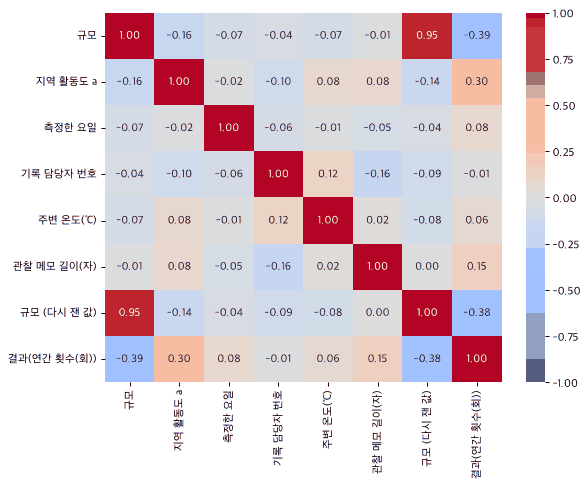 규모 1.00 −0.16 −0.07 −0.04 −0.07 −0.01 0.95 −0.39
지역 활동도 a −0.16 1.00 −0.02 −0.10 0.08 0.08 −0.14 0.30
측정한 요일 −0.07 −0.02 1.00 −0.06 −0.01 −0.05 −0.04 0.08
기록 담당자 번호 −0.04 −0.10 −0.06 1.00 0.12 −0.16 −0.09 −0.01
주변 온도(℃) −0.07 0.08 −0.01 0.12 1.00 0.02 −0.08 0.06
관찰 메모 길이(자) −0.01 0.08 −0.05 −0.16 0.02 1.00 0.00 0.15
규모 (다시 잰 값) 0.95 −0.14 −0.04 −0.09 −0.08 0.00 1.00 −0.38
결과(연간 횟수(회)) −0.39 0.30 0.08 −0.01 0.06 0.15 −0.38 1.00
규모
지역 활동도 a
측정한 요일
기록 담당자 번호
주변 온도(℃)
관찰 메모 길이(자)
규모 (다시 잰 값)
결과(연간 횟수(회))
1.00
0.75
0.50
0.25
0.00
−0.25
−0.50
−0.75
−1.00